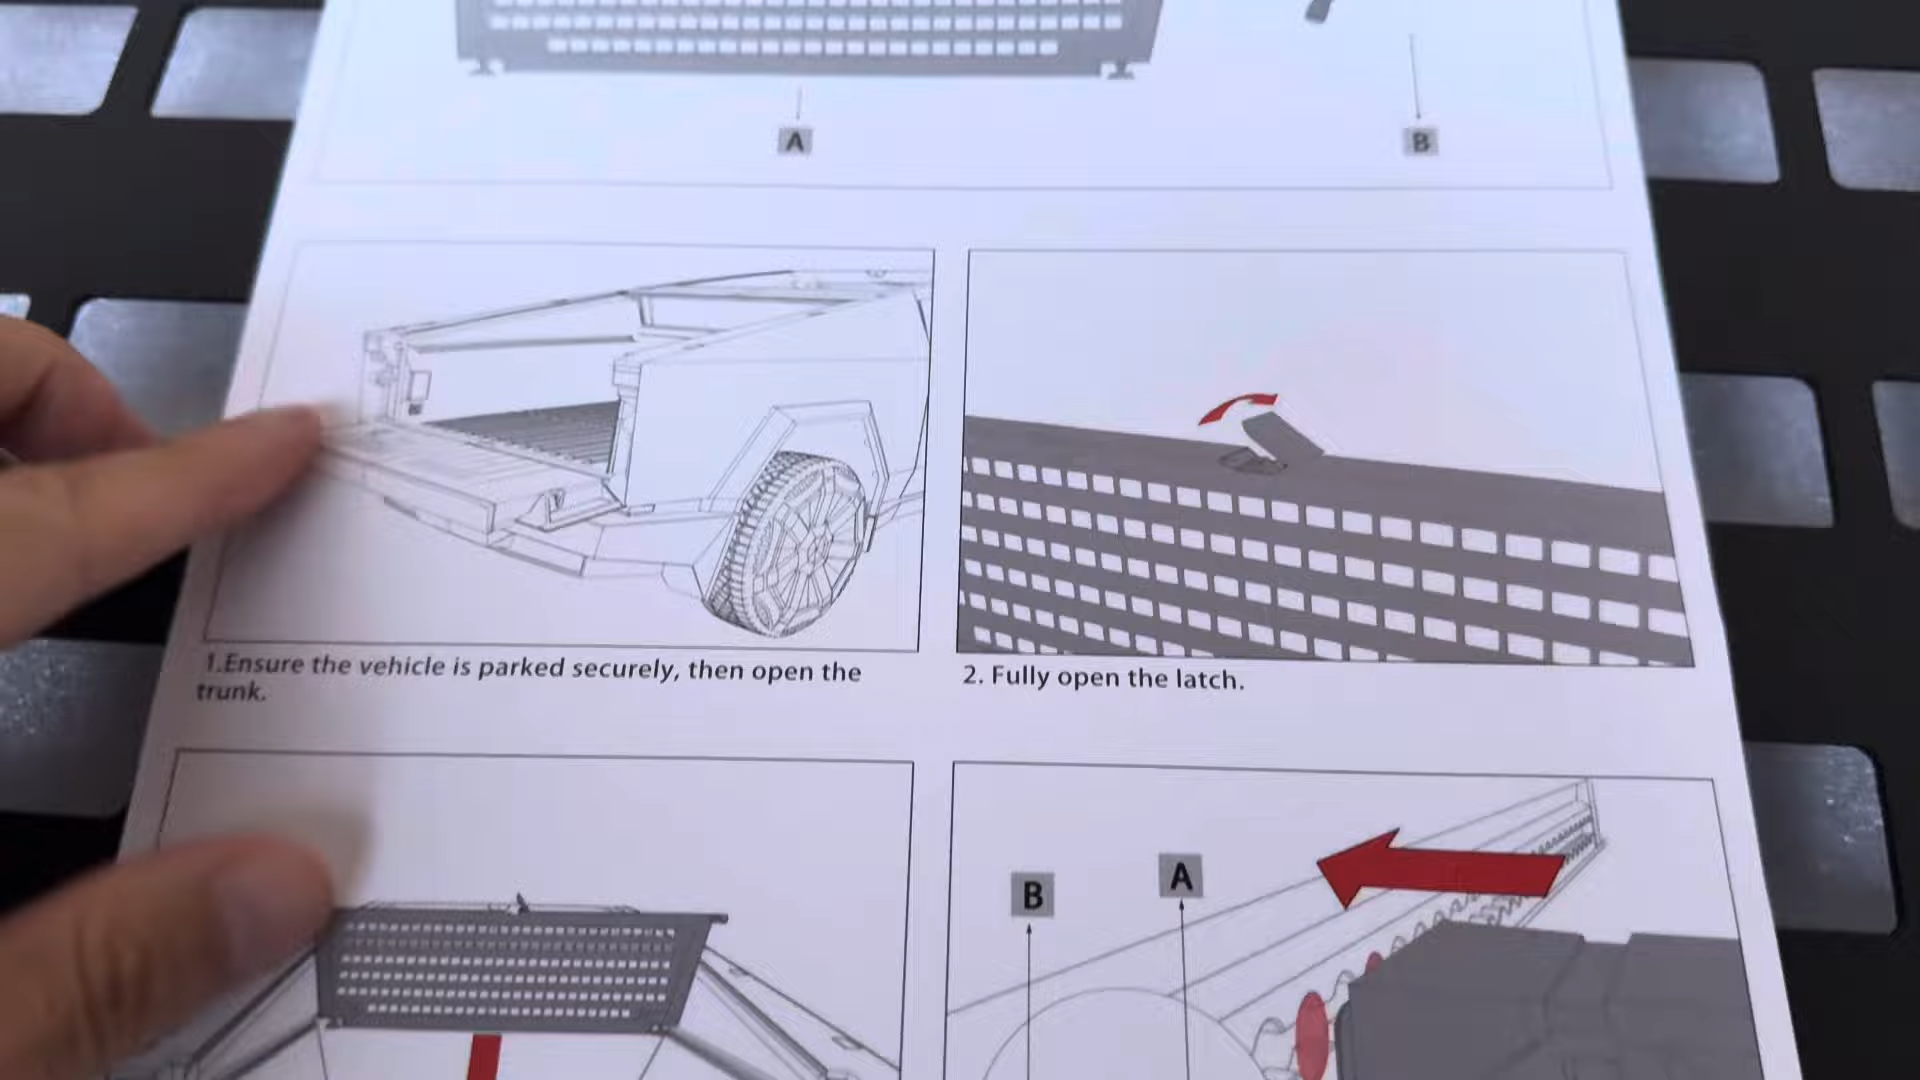 A
B
1.Ensure the vehicle is parked securely, then open the
trunk.
2. Fully open the latch.
B
A